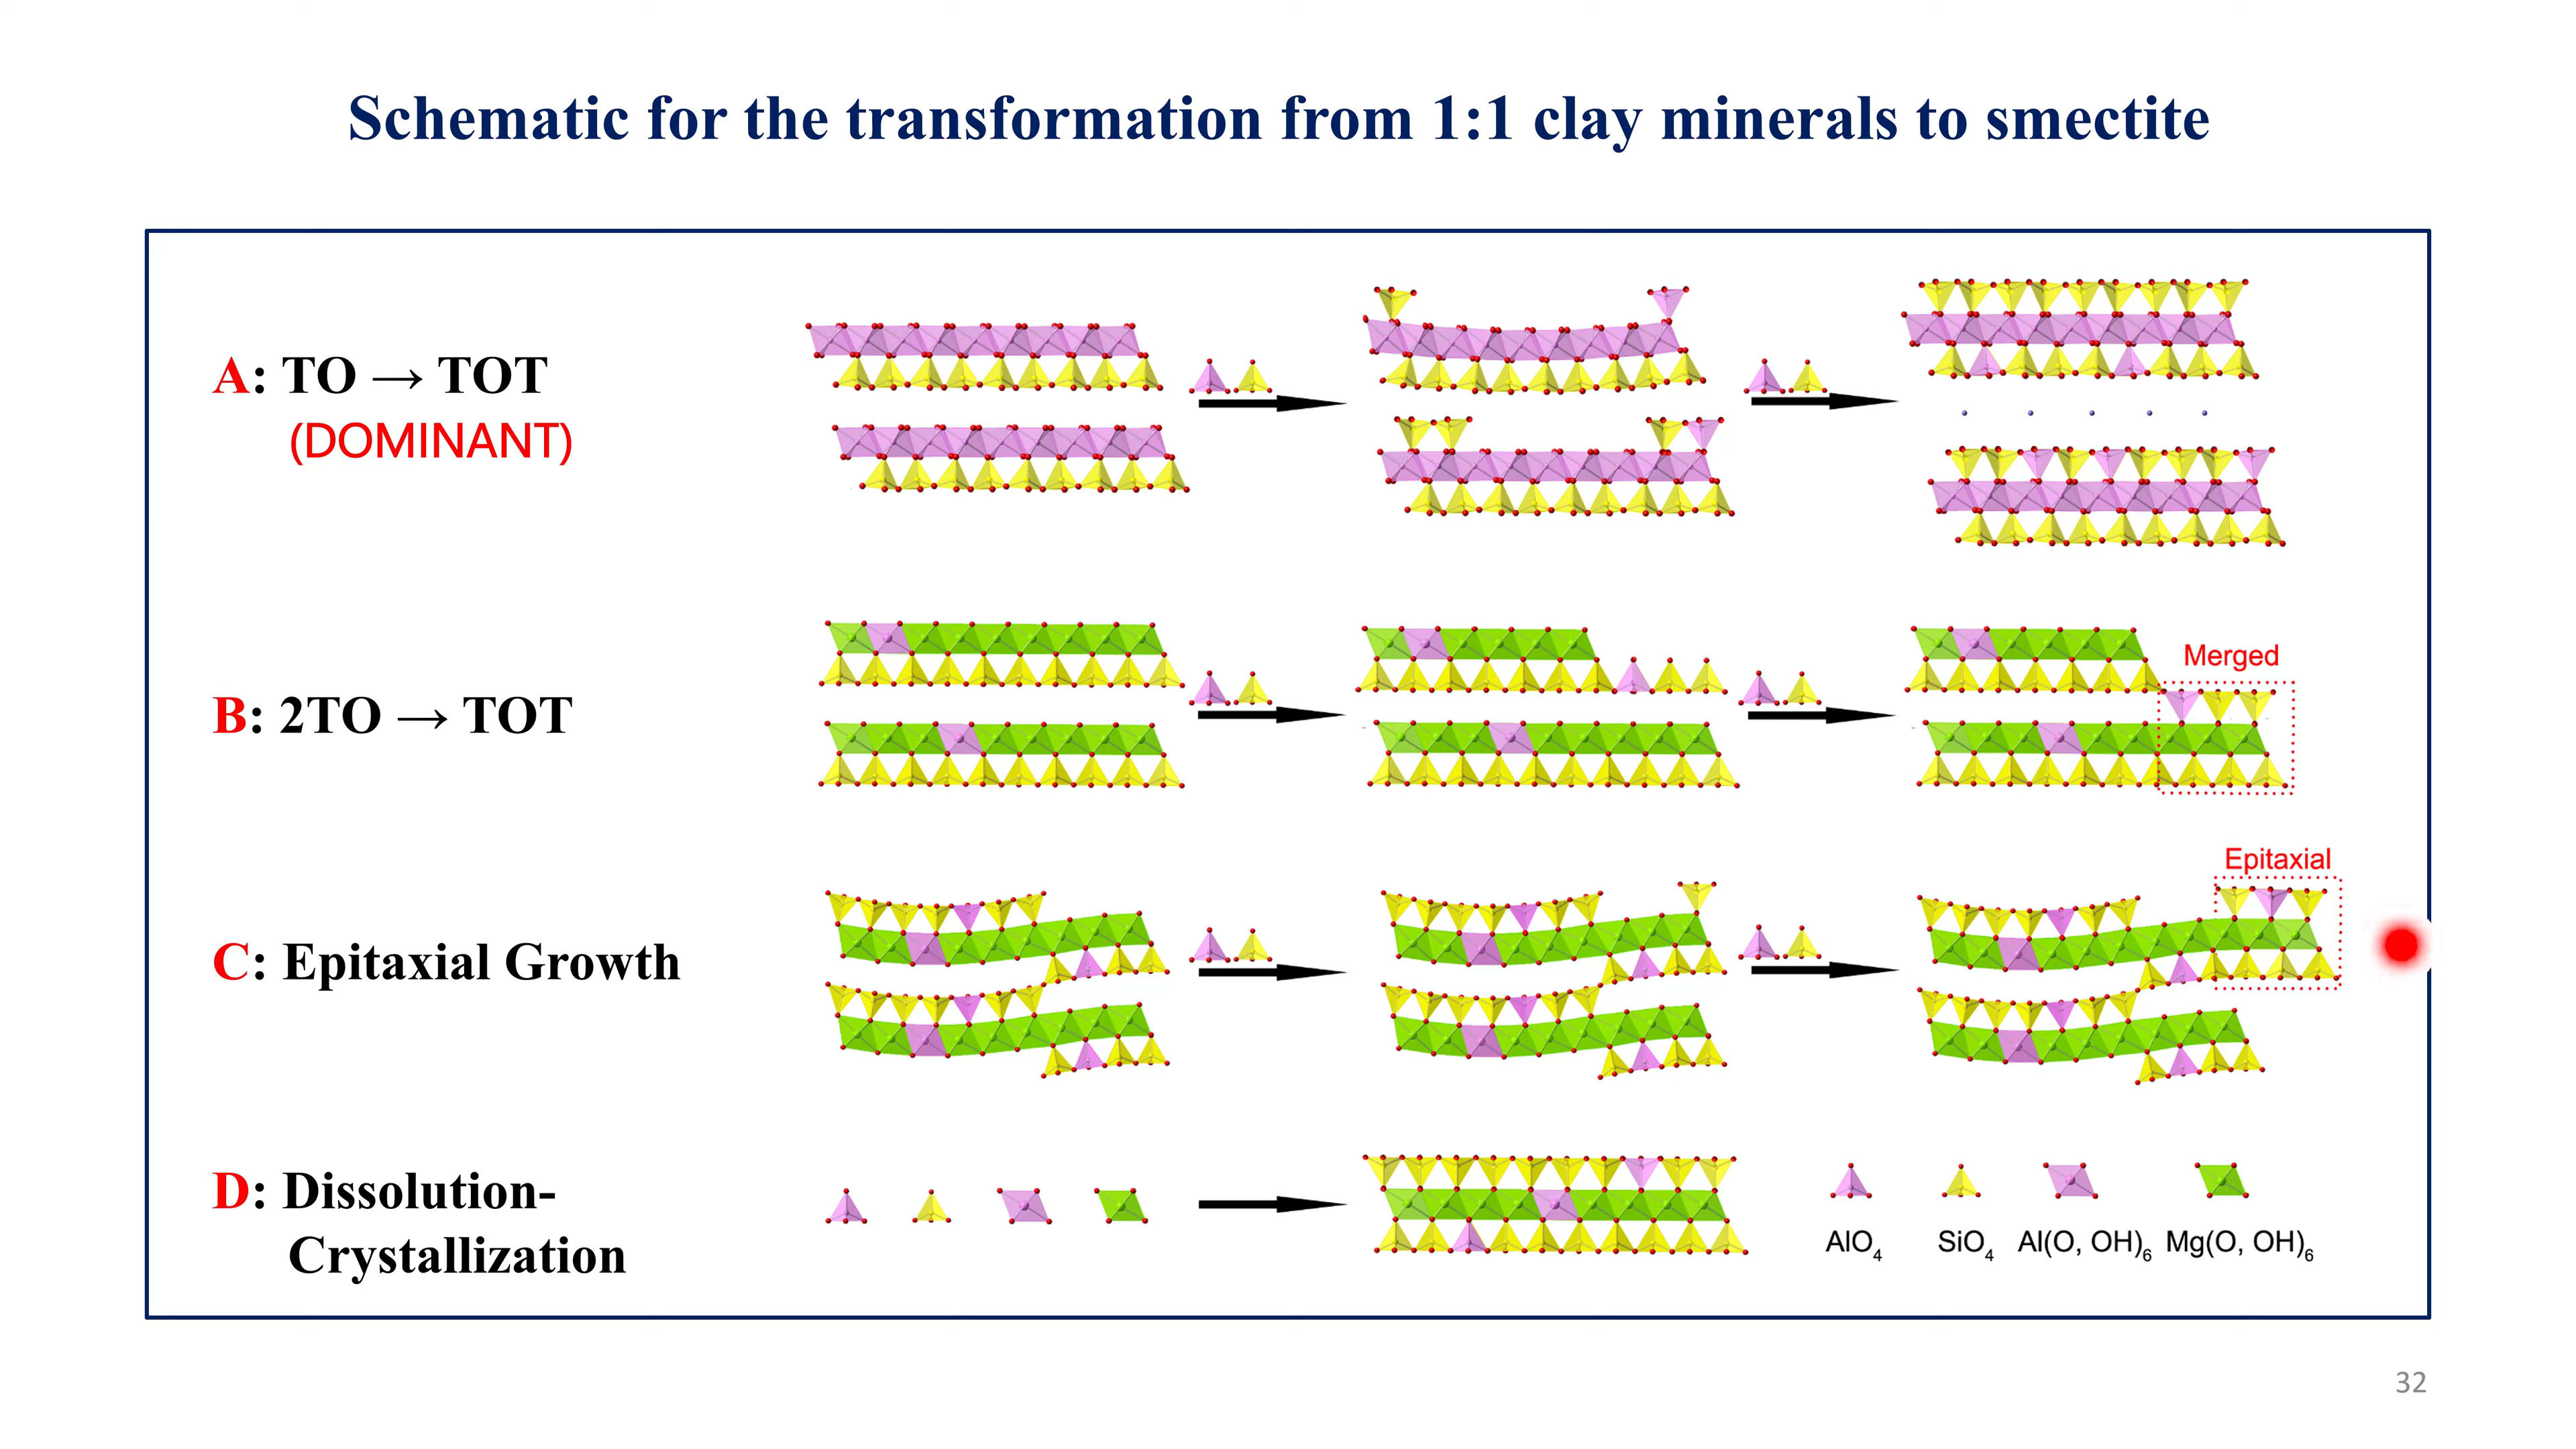 Schematic for the transformation from 1:1 clay minerals to smectite
A: TO → TOT
(DOMINANT)
B: 2TO → TOT
Merged
C: Epitaxial Growth
Epitaxial
D: Dissolution-
Crystallization
AlO4 SiO4 Al(O, OH)6 Mg(O, OH)6
32